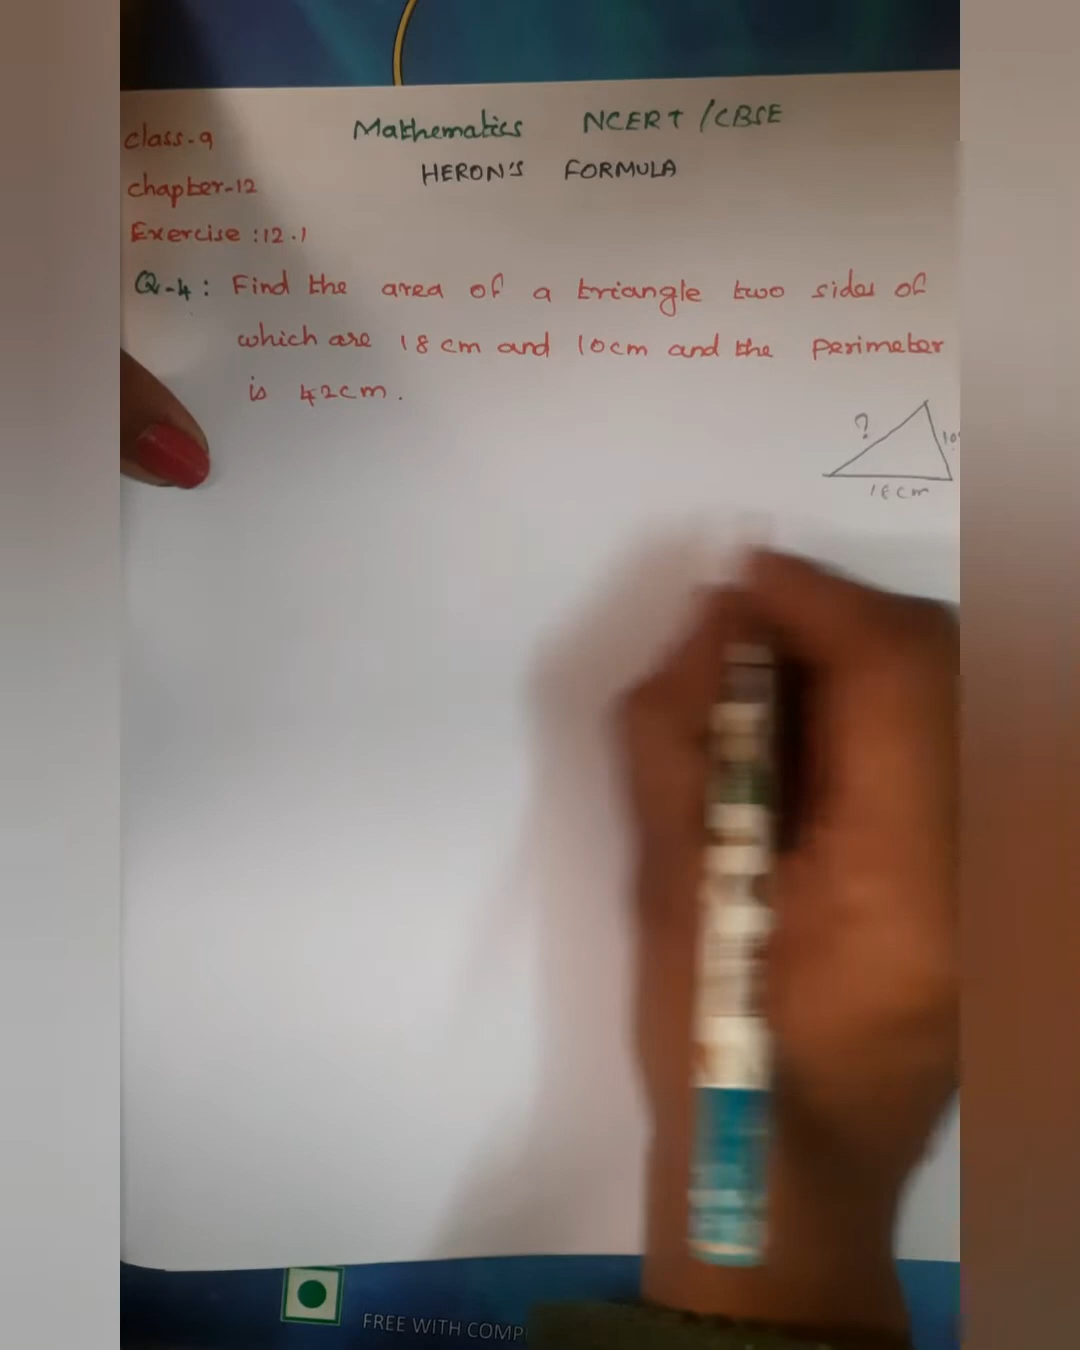 class-9
Mathematics NCERT/CBSE
chapter-12
HERON'S FORMULA
Exercise :12.1
Q-4: Find the area of a triangle two sides of
which are 18 cm and 10cm and the perimeter
is 42cm.
?
10
18cm
FREE WITH COMP